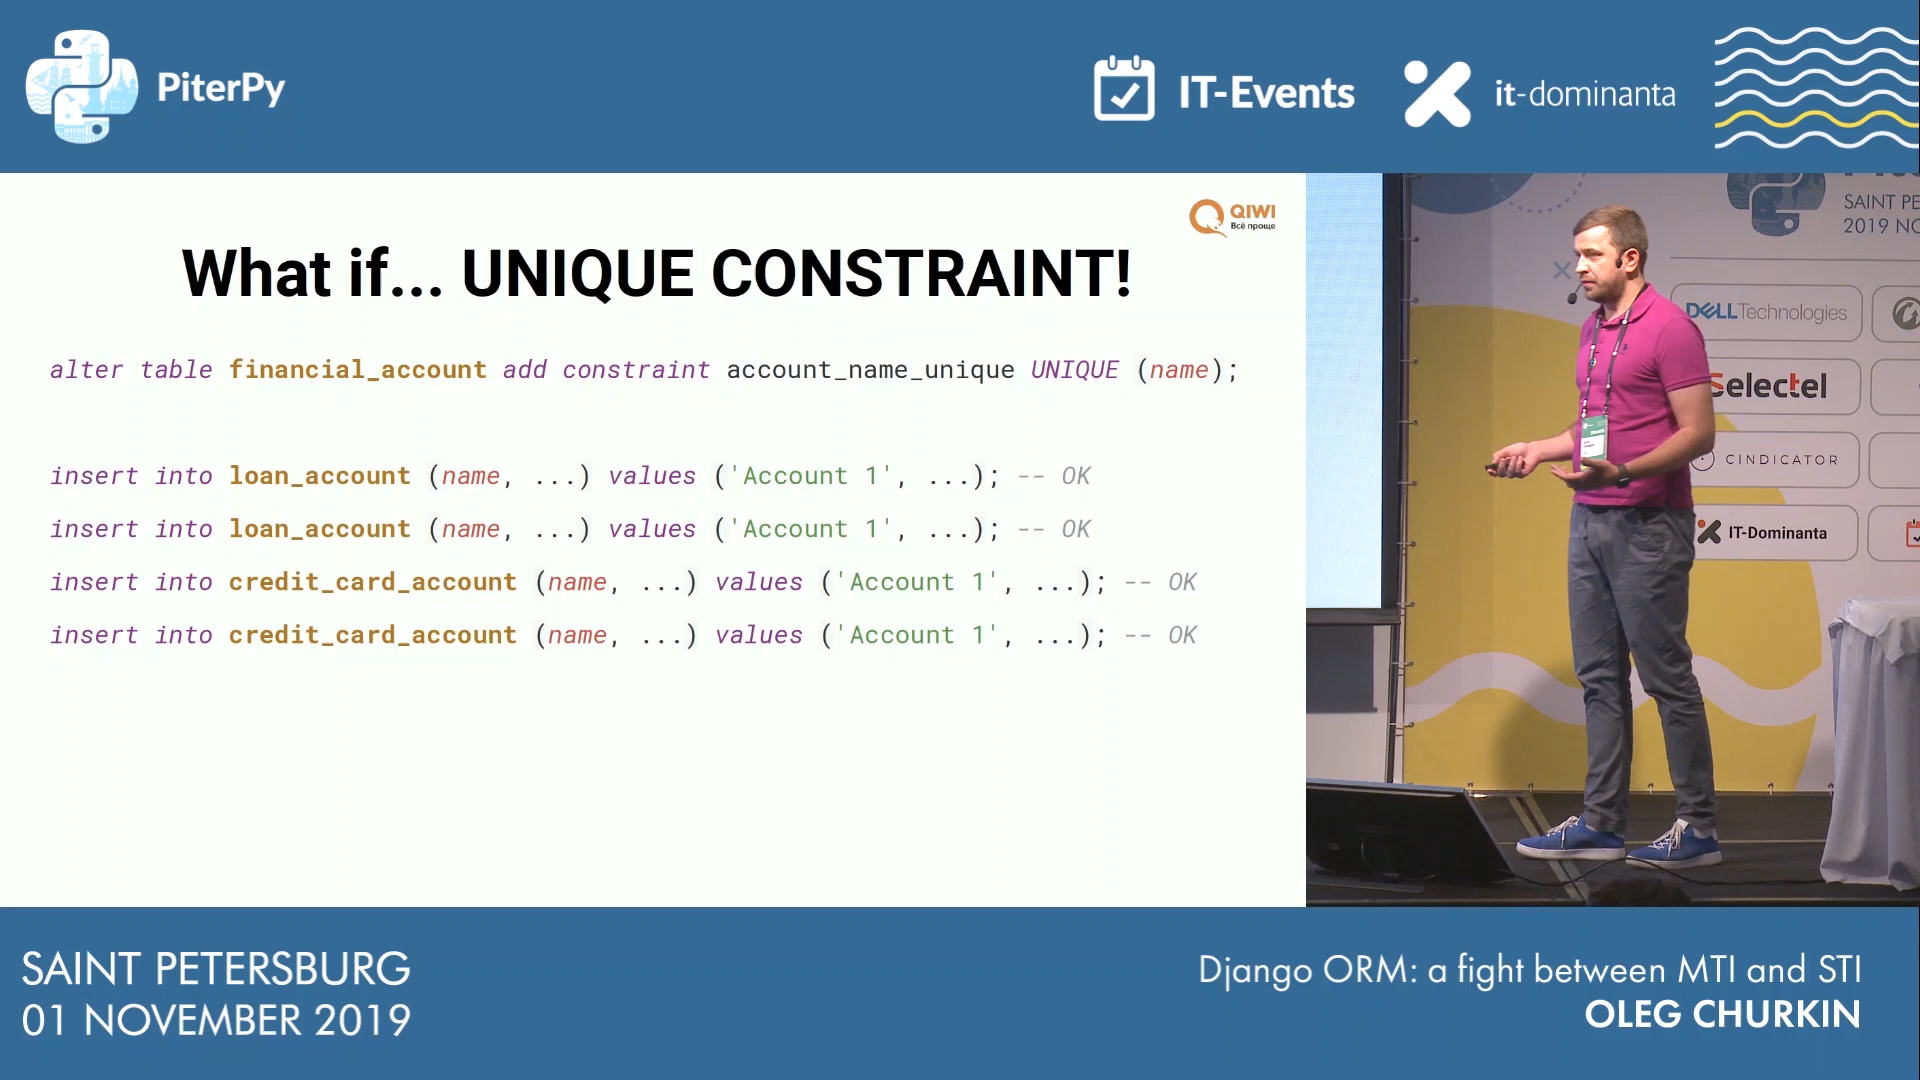 PiterPy
IT-Events
it-dominanta
QIWI
Всё проще
What if... UNIQUE CONSTRAINT!
alter table financial_account add constraint account_name_unique UNIQUE (name);
insert into loan_account (name, ...) values ('Account 1', ...); -- OK
insert into loan_account (name, ...) values ('Account 1', ...); -- OK
insert into credit_card_account (name, ...) values ('Account 1', ...); -- OK
insert into credit_card_account (name, ...) values ('Account 1', ...); -- OK
SAINT PE
2019 NO
DELLTechnologies
Selectel
CINDICATOR
IT-Dominanta
SAINT PETERSBURG
01 NOVEMBER 2019
Django ORM: a fight between MTI and STI
OLEG CHURKIN